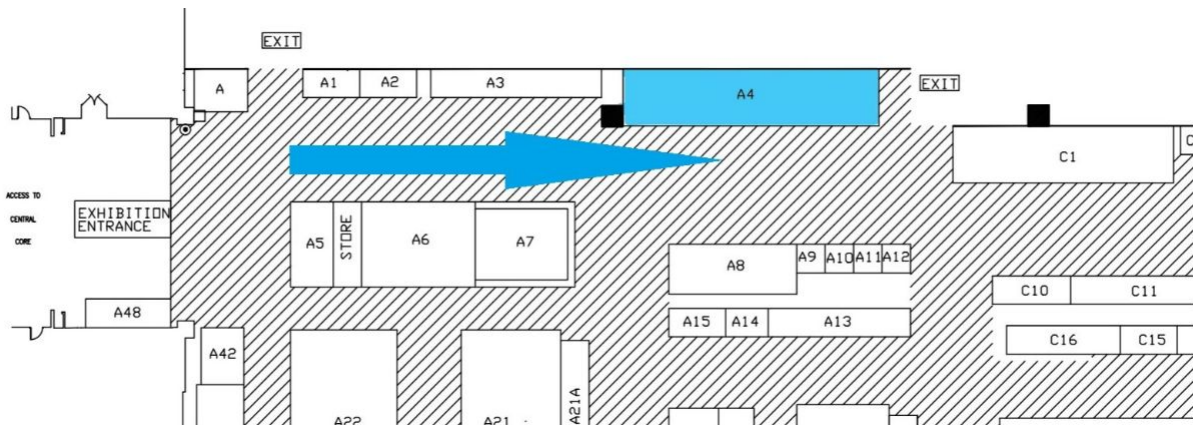 EXIT
A
A1
A2
A3
A4
EXIT
C1
ACCESS TO
CENTRAL
CORE
EXHIBITION
ENTRANCE
A5
STORE
A6
A7
A8
A9
A10
A11
A12
C10
C11
A48
A15
A14
A13
C16
C15
A42
A22
A21
A21A